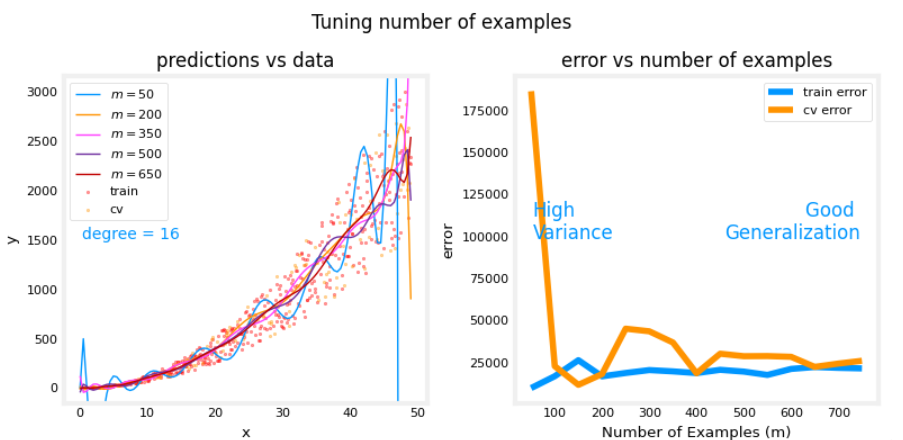 Tuning number of examples
predictions vs data
3000
2500
2000
1500
1000
500
0
y
m = 50
m = 200
m = 350
m = 500
m = 650
train
cv
degree = 16
0 10 20 30 40 50
x
error vs number of examples
175000
150000
125000
100000
75000
50000
25000
error
train error
cv error
High
Variance
Good
Generalization
100 200 300 400 500 600 700
Number of Examples (m)